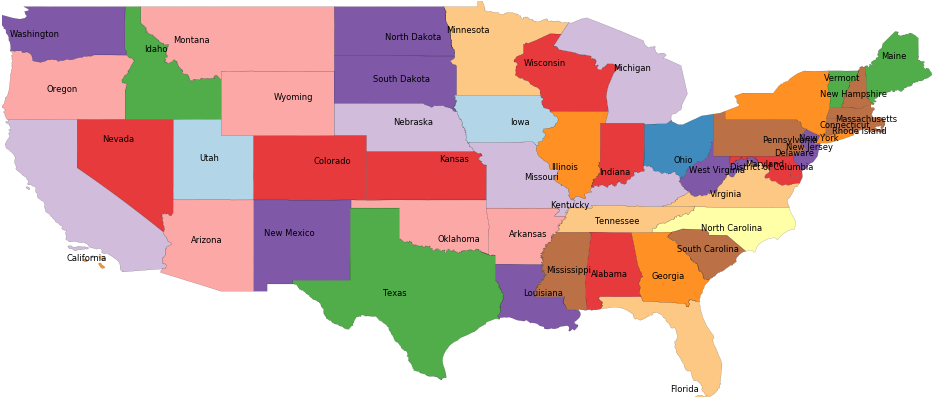 Washington
Oregon
Idaho
Montana
Wyoming
North Dakota
South Dakota
Nebraska
Minnesota
Iowa
Wisconsin
Michigan
Nevada
California
Utah
Arizona
Colorado
New Mexico
Kansas
Oklahoma
Texas
Missouri
Arkansas
Louisiana
Illinois
Indiana
Ohio
Kentucky
Tennessee
Mississippi
Alabama
Georgia
Florida
South Carolina
North Carolina
Virginia
West Virginia
District of Columbia
Maryland
Delaware
New Jersey
Pennsylvania
New York
Connecticut
Rhode Island
Massachusetts
New Hampshire
Vermont
Maine